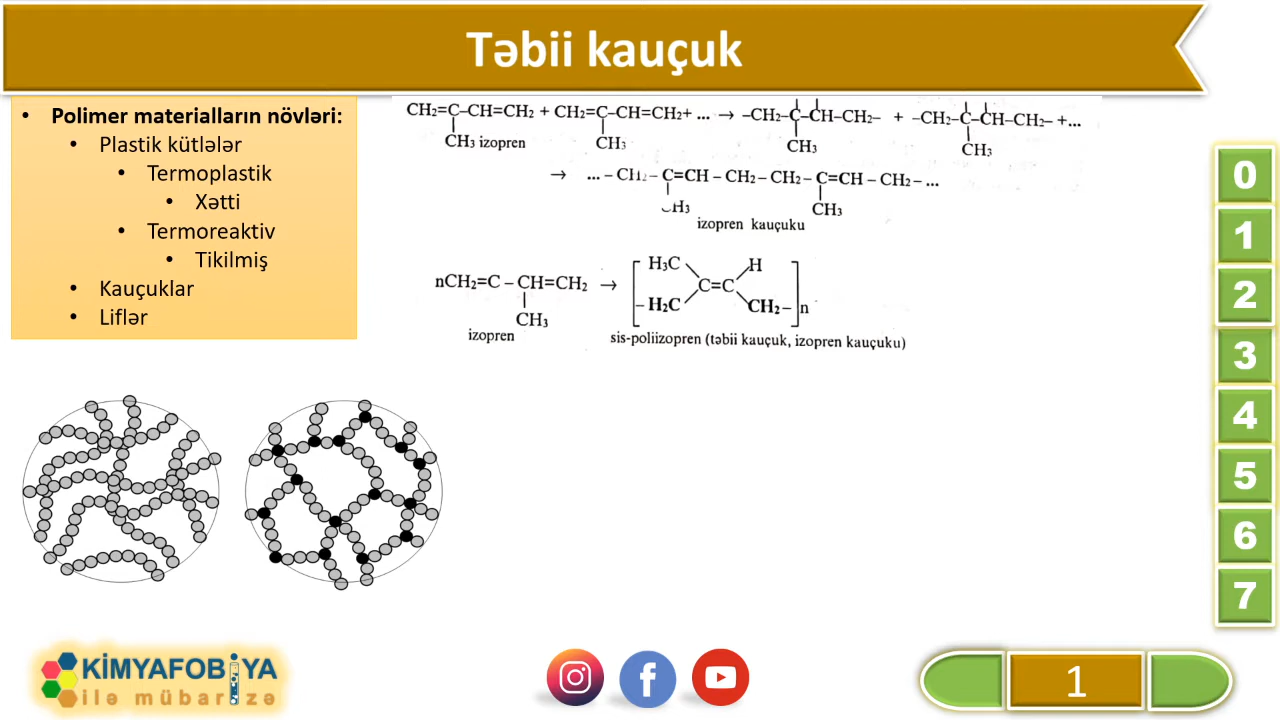 Təbii kauçuk
• Polimer materialların növləri:
• Plastik kütlələr
• Termoplastik
• Xətti
• Termoreaktiv
• Tikilmiş
• Kauçuklar
• Liflər
CH₂=C–CH=CH₂ + CH₂=C–CH=CH₂+ ... → –CH₂–C–CH–CH₂– + –CH₂–C–CH–CH₂– +...
CH₃ izopren CH₃ CH₃ CH₃
→ ... – CH₂– C=CH – CH₂ – CH₂ – C=CH – CH₂ – ...
CH₃ CH₃
izopren kauçuku
H₃C H
nCH₂=C – CH=CH₂ → C=C
– H₂C CH₂ – n
CH₃
izopren sis-poliizopren (təbii kauçuk, izopren kauçuku)
0
1
2
3
4
5
6
7
KİMYAFOBİYA
ilə mübarizə
1